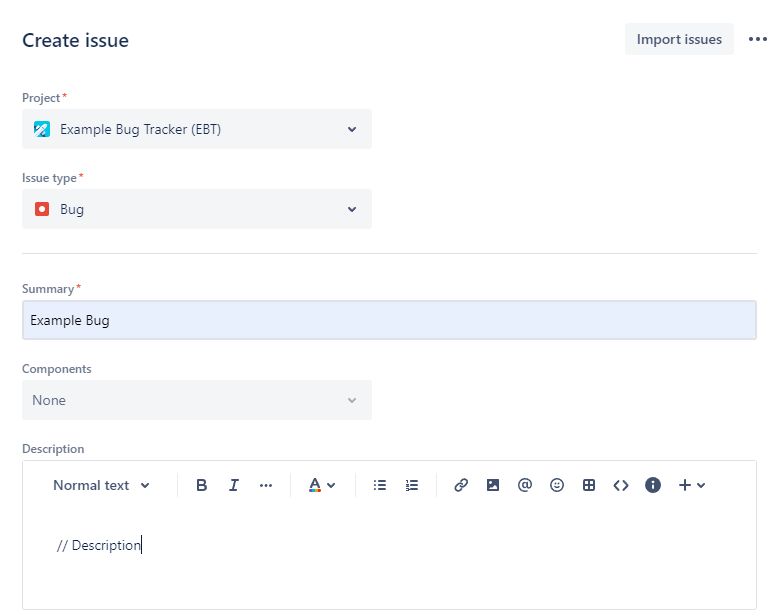 Create issue
Import issues
Project*
Example Bug Tracker (EBT)
Issue type*
Bug
Summary*
Example Bug
Components
None
Description
Normal text B I A
// Description